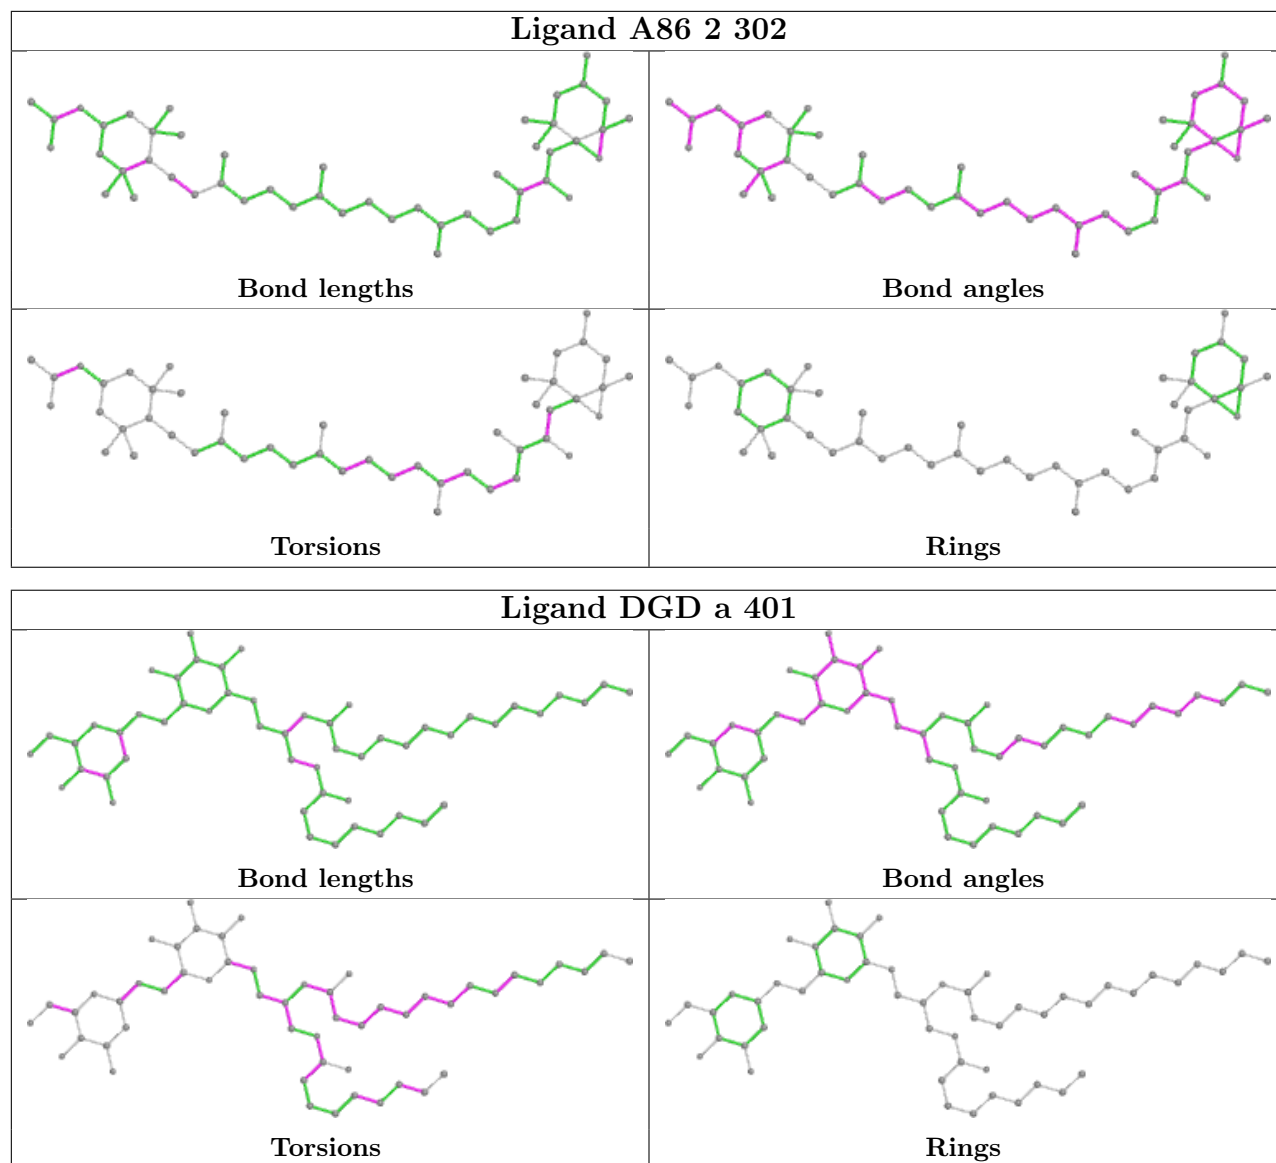 Ligand A86 2 302
Bond lengths
Bond angles
Torsions
Rings
Ligand DGD a 401
Bond lengths
Bond angles
Torsions
Rings